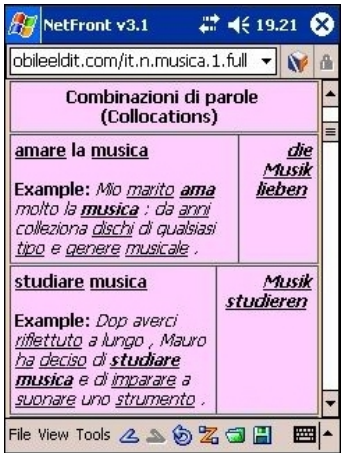 NetFront v3.1 19.21
obileeldit.com/it.n.musica.1.full
Combinazioni di parole
(Collocations)
amare la musica
die
Musik
lieben
Example: Mio marito ama
molto la musica : da anni
colleziona dischi di qualsiasi
tipo e genere musicale .
studiare musica
Musik
studieren
Example: Dop averci
riflettuto a lungo , Mauro
ha deciso di studiare
musica e di imparare a
suonare uno strumento .
File View Tools